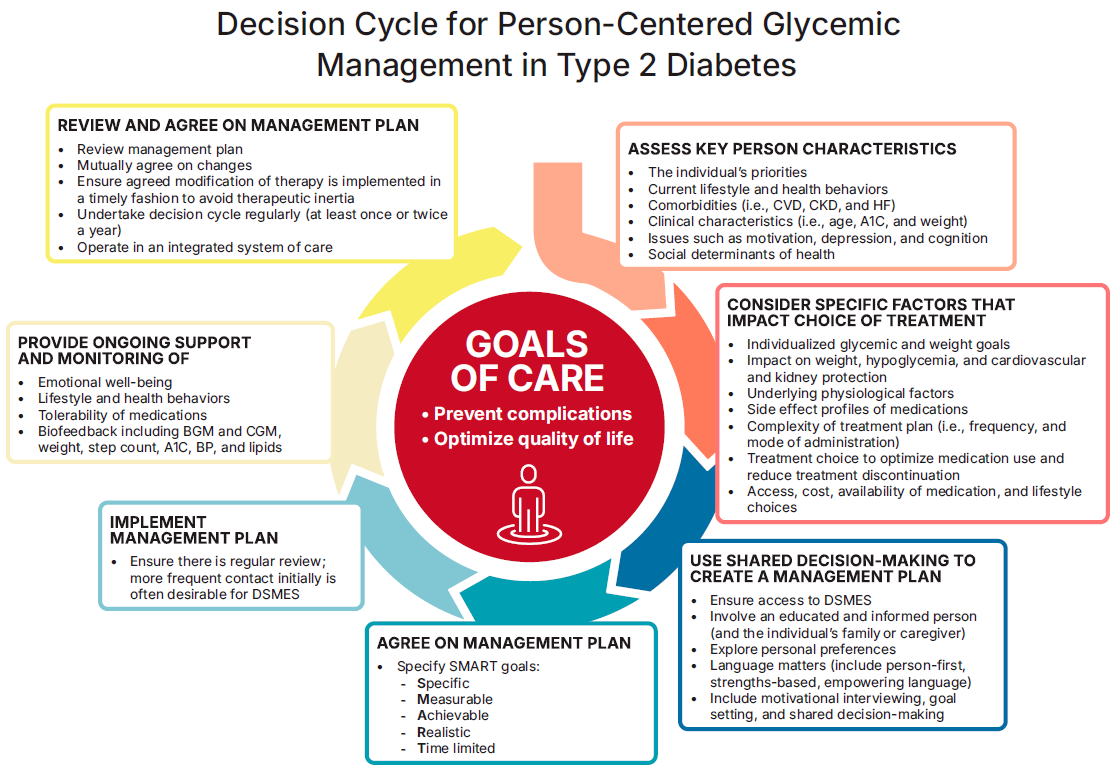 Decision Cycle for Person-Centered Glycemic
Management in Type 2 Diabetes
REVIEW AND AGREE ON MANAGEMENT PLAN
• Review management plan
• Mutually agree on changes
• Ensure agreed modification of therapy is implemented in
a timely fashion to avoid therapeutic inertia
• Undertake decision cycle regularly (at least once or twice
a year)
• Operate in an integrated system of care
ASSESS KEY PERSON CHARACTERISTICS
• The individual's priorities
• Current lifestyle and health behaviors
• Comorbidities (i.e., CVD, CKD, and HF)
• Clinical characteristics (i.e., age, A1C, and weight)
• Issues such as motivation, depression, and cognition
• Social determinants of health
CONSIDER SPECIFIC FACTORS THAT
IMPACT CHOICE OF TREATMENT
• Individualized glycemic and weight goals
• Impact on weight, hypoglycemia, and cardiovascular
and kidney protection
• Underlying physiological factors
• Side effect profiles of medications
• Complexity of treatment plan (i.e., frequency, and
mode of administration)
• Treatment choice to optimize medication use and
reduce treatment discontinuation
• Access, cost, availability of medication, and lifestyle
choices
USE SHARED DECISION-MAKING TO
CREATE A MANAGEMENT PLAN
• Ensure access to DSMES
• Involve an educated and informed person
(and the individual's family or caregiver)
• Explore personal preferences
• Language matters (include person-first,
strengths-based, empowering language)
• Include motivational interviewing, goal
setting, and shared decision-making
AGREE ON MANAGEMENT PLAN
• Specify SMART goals:
- Specific
- Measurable
- Achievable
- Realistic
- Time limited
IMPLEMENT
MANAGEMENT PLAN
• Ensure there is regular review;
more frequent contact initially is
often desirable for DSMES
PROVIDE ONGOING SUPPORT
AND MONITORING OF
• Emotional well-being
• Lifestyle and health behaviors
• Tolerability of medications
• Biofeedback including BGM and CGM,
weight, step count, A1C, BP, and lipids
GOALS
OF CARE
• Prevent complications
• Optimize quality of life